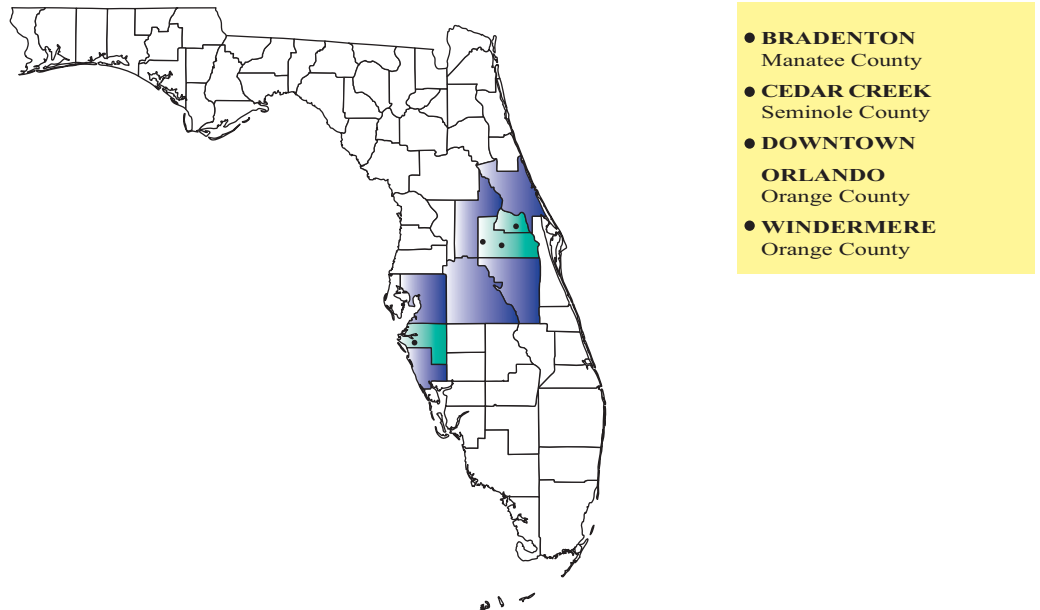 BRADENTON
Manatee County
CEDAR CREEK
Seminole County
DOWNTOWN
ORLANDO
Orange County
WINDERMERE
Orange County